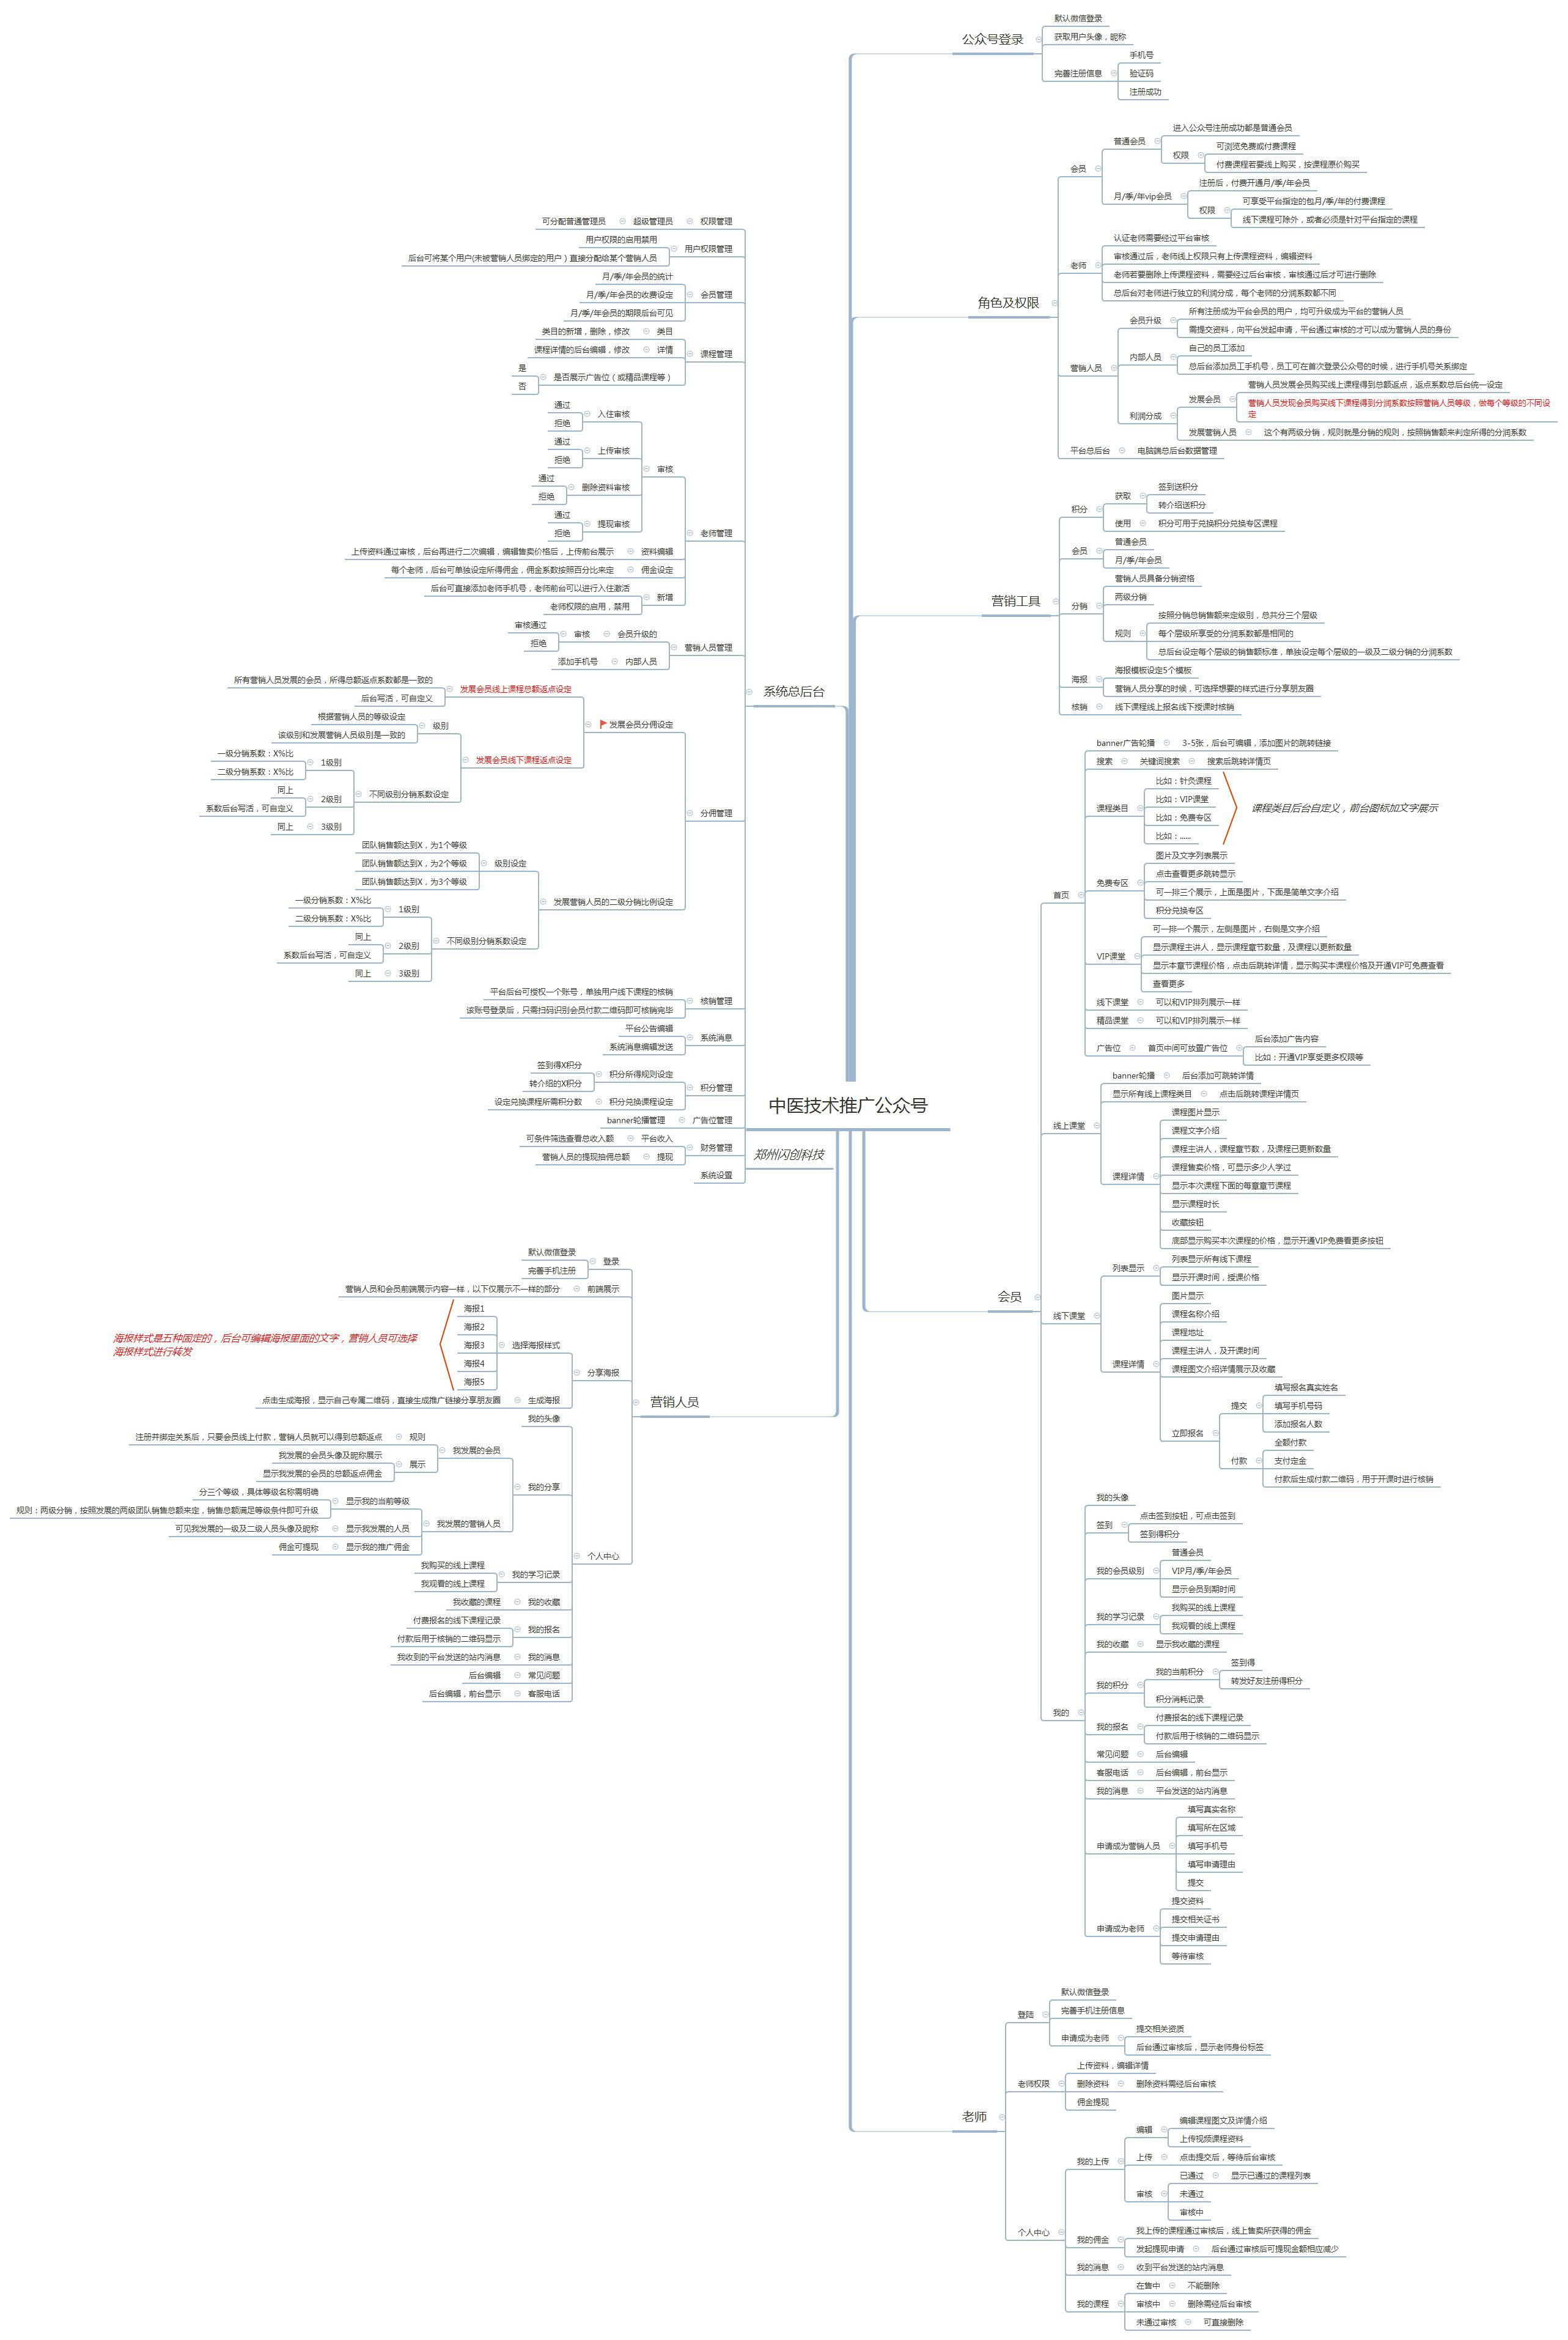 中医技术推广公众号
郑州闪创科技
公众号登录
默认微信登录
获取用户头像，昵称
完善注册信息
手机号
验证码
注册成功
角色及权限
会员
普通会员
进入公众号注册成功都是普通会员
权限
可浏览免费或付费课程
付费课程若要线上购买，按课程原价购买
月/季/年vip会员
注册后，付费开通月/季/年会员
权限
可享受平台指定的包月/季/年的付费课程
线下课程可除外，或者必须是针对平台指定的课程
老师
认证老师需要经过平台审核
审核通过后，老师线上权限只有上传课程资料，编辑资料
老师若要删除上传课程资料，需要经过后台审核，审核通过后才可进行删除
总后台对老师进行独立的利润分成，每个老师的分润系数都不同
营销人员
会员升级
所有注册成为平台会员的用户，均可升级成为平台的营销人员
需提交资料，向平台发起申请，平台通过审核的才可以成为营销人员的身份
内部人员
自己的员工添加
总后台添加员工手机号，员工可在首次登录公众号的时候，进行手机号关系绑定
利润分成
发展会员
营销人员发展会员购买线上课程得到总额返点，返点系数总后台统一设定
营销人员发现会员购买线下课程得到分润系数按照营销人员等级，做每个等级的不同设
定
发展营销人员
这个有两级分销，规则就是分销的规则，按照销售额来判定所得的分润系数
平台总后台
电脑端总后台数据管理
营销工具
积分
获取
签到送积分
转介绍送积分
使用
积分可用于兑换积分兑换专区课程
会员
普通会员
月/季/年会员
分销
营销人员具备分销资格
两级分销
规则
按照分销总销售额来定级别，总共分三个层级
每个层级所享受的分润系数都是相同的
总后台设定每个层级的销售额标准，单独设定每个层级的一级及二级分销的分润系数
海报
海报模板设定5个模板
营销人员分享的时候，可选择想要的样式进行分享朋友圈
核销
线下课程线上报名线下授课时核销
会员
首页
banner广告轮播
3-5张，后台可编辑，添加图片的跳转链接
搜素
关键词搜索
搜索后跳转详情页
课程类目
比如：针灸课程
比如：VIP课堂
比如：免费专区
比如：......
课程类目后台自定义，前台图标加文字展示
免费专区
图片及文字列表展示
点击查看更多跳转显示
可一排三个展示，上面是图片，下面是简单文字介绍
积分兑换专区
VIP课堂
可一排一个展示，左侧是图片，右侧是文字介绍
显示课程主讲人，显示课程章节数量，及课程以更新数量
显示本章节课程价格，点击后跳转详情，显示购买本课程价格及开通VIP可免费查看
查看更多
线下课堂
可以和VIP排列展示一样
精品课堂
可以和VIP排列展示一样
广告位
首页中间可放置广告位
后台添加广告内容
比如：开通VIP享受更多权限等
线上课堂
banner轮播
后台添加可跳转详情
显示所有线上课程类目
点击后跳转课程详情页
课程详情
课程图片显示
课程文字介绍
课程主讲人，课程章节数，及课程已更新数量
课程售卖价格，可显示多少人学过
显示本次课程下面的每章章节课程
显示课程时长
收藏按钮
底部显示购买本次课程的价格，显示开通VIP免费看更多按钮
线下课堂
列表显示
列表显示所有线下课程
显示开课时间，授课价格
课程详情
图片显示
课程名称介绍
课程地址
课程主讲人，及开课时间
课程图文介绍详情展示及收藏
立即报名
提交
填写报名真实姓名
填写手机号码
添加报名人数
付款
全额付款
支付定金
付款后生成付款二维码，用于开课时进行核销
我的
我的头像
签到
点击签到按钮，可点击签到
签到得积分
我的会员级别
普通会员
VIP月/季/年会员
显示会员到期时间
我的学习记录
我购买的线上课程
我观看的线上课程
我的收藏
显示我收藏的课程
我的积分
我的当前积分
签到得
转发好友注册得积分
积分消耗记录
我的报名
付费报名的线下课程记录
付款后用于核销的二维码显示
常见问题
后台编辑
客服电话
后台编辑，前台显示
我的消息
平台发送的站内消息
申请成为营销人员
填写真实名称
填写所在区域
填写手机号
填写申请理由
提交
申请成为老师
提交资料
提交相关证书
提交申请理由
等待审核
老师
登陆
默认微信登录
完善手机注册信息
申请成为老师
提交相关资质
后台通过审核后，显示老师身份标签
老师权限
上传资料，编辑详情
删除资料
删除资料需经后台审核
佣金提现
个人中心
我的上传
编辑
编辑课程图文及详情介绍
上传视频课程资料
上传
点击提交后，等待后台审核
审核
已通过
显示已通过的课程列表
未通过
审核中
我的佣金
我上传的课程通过审核后，线上售卖所获得的佣金
发起提现申请
后台通过审核后可提现金额相应减少
我的消息
收到平台发送的站内消息
我的课程
在售中
不能删除
审核中
删除需经后台审核
未通过审核
可直接删除
系统总后台
权限管理
超级管理员
可分配普通管理员
用户权限管理
用户权限的启用禁用
后台可将某个用户(未被营销人员绑定的用户）直接分配给某个营销人员
会员管理
月/季/年会员的统计
月/季/年会员的收费设定
月/季/年会员的期限后台可见
课程管理
类目
类目的新增，删除，修改
详情
课程详情的后台编辑，修改
是否展示广告位（或精品课程等）
是
否
老师管理
审核
入住审核
通过
拒绝
上传审核
通过
拒绝
删除资料审核
通过
拒绝
提现审核
通过
拒绝
资料编辑
上传资料通过审核，后台再进行二次编辑，编辑售卖价格后，上传前台展示
佣金设定
每个老师，后台可单独设定所得佣金，佣金系数按照百分比来定
新增
后台可直接添加老师手机号，老师前台可以进行入住激活
老师权限的启用，禁用
营销人员管理
会员升级的
审核
审核通过
拒绝
内部人员
添加手机号
分佣管理
发展会员分佣设定
发展会员线上课程总额返点设定
所有营销人员发展的会员，所得总额返点系数都是一致的
后台写活，可自定义
发展会员线下课程返点设定
级别
根据营销人员的等级设定
该级别和发展营销人员级别是一致的
不同级别分销系数设定
1级别
一级分销系数：X%比
二级分销系数：X%比
2级别
同上
系数后台写活，可自定义
3级别
同上
发展营销人员的二级分销比例设定
级别设定
团队销售额达到X，为1个等级
团队销售额达到X，为2个等级
团队销售额达到X，为3个等级
不同级别分销系数设定
1级别
一级分销系数：X%比
二级分销系数：X%比
2级别
同上
系数后台写活，可自定义
3级别
同上
核销管理
平台后台可授权一个账号，单独用户线下课程的核销
该账号登录后，只需扫码识别会员付款二维码即可核销完毕
系统消息
平台公告编辑
系统消息编辑发送
积分管理
积分所得规则设定
签到得X积分
转介绍的X积分
积分兑换课程设定
设定兑换课程所需积分数
广告位管理
banner轮播管理
财务管理
平台收入
可条件筛选查看总收入额
提现
营销人员的提现抽佣总额
系统设置
营销人员
登录
默认微信登录
完善手机注册
前端展示
营销人员和会员前端展示内容一样，以下仅展示不一样的部分
分享海报
选择海报样式
海报1
海报2
海报3
海报4
海报5
海报样式是五种固定的，后台可编辑海报里面的文字，营销人员可选择
海报样式进行转发
生成海报
点击生成海报，显示自己专属二维码，直接生成推广链接分享朋友圈
个人中心
我的头像
我的分享
我发展的会员
规则
注册并绑定关系后，只要会员线上付款，营销人员就可以得到总额返点
展示
我发展的会员头像及昵称展示
显示我发展的会员的总额返点佣金
我发展的营销人员
显示我的当前等级
分三个等级，具体等级名称需明确
规则：两级分销，按照发展的两级团队销售总额来定，销售总额满足等级条件即可升级
显示我发展的人员
可见我发展的一级及二级人员头像及昵称
显示我的推广佣金
佣金可提现
我的学习记录
我购买的线上课程
我观看的线上课程
我的收藏
我收藏的课程
我的报名
付费报名的线下课程记录
付款后用于核销的二维码显示
我的消息
我收到的平台发送的站内消息
常见问题
后台编辑
客服电话
后台编辑，前台显示